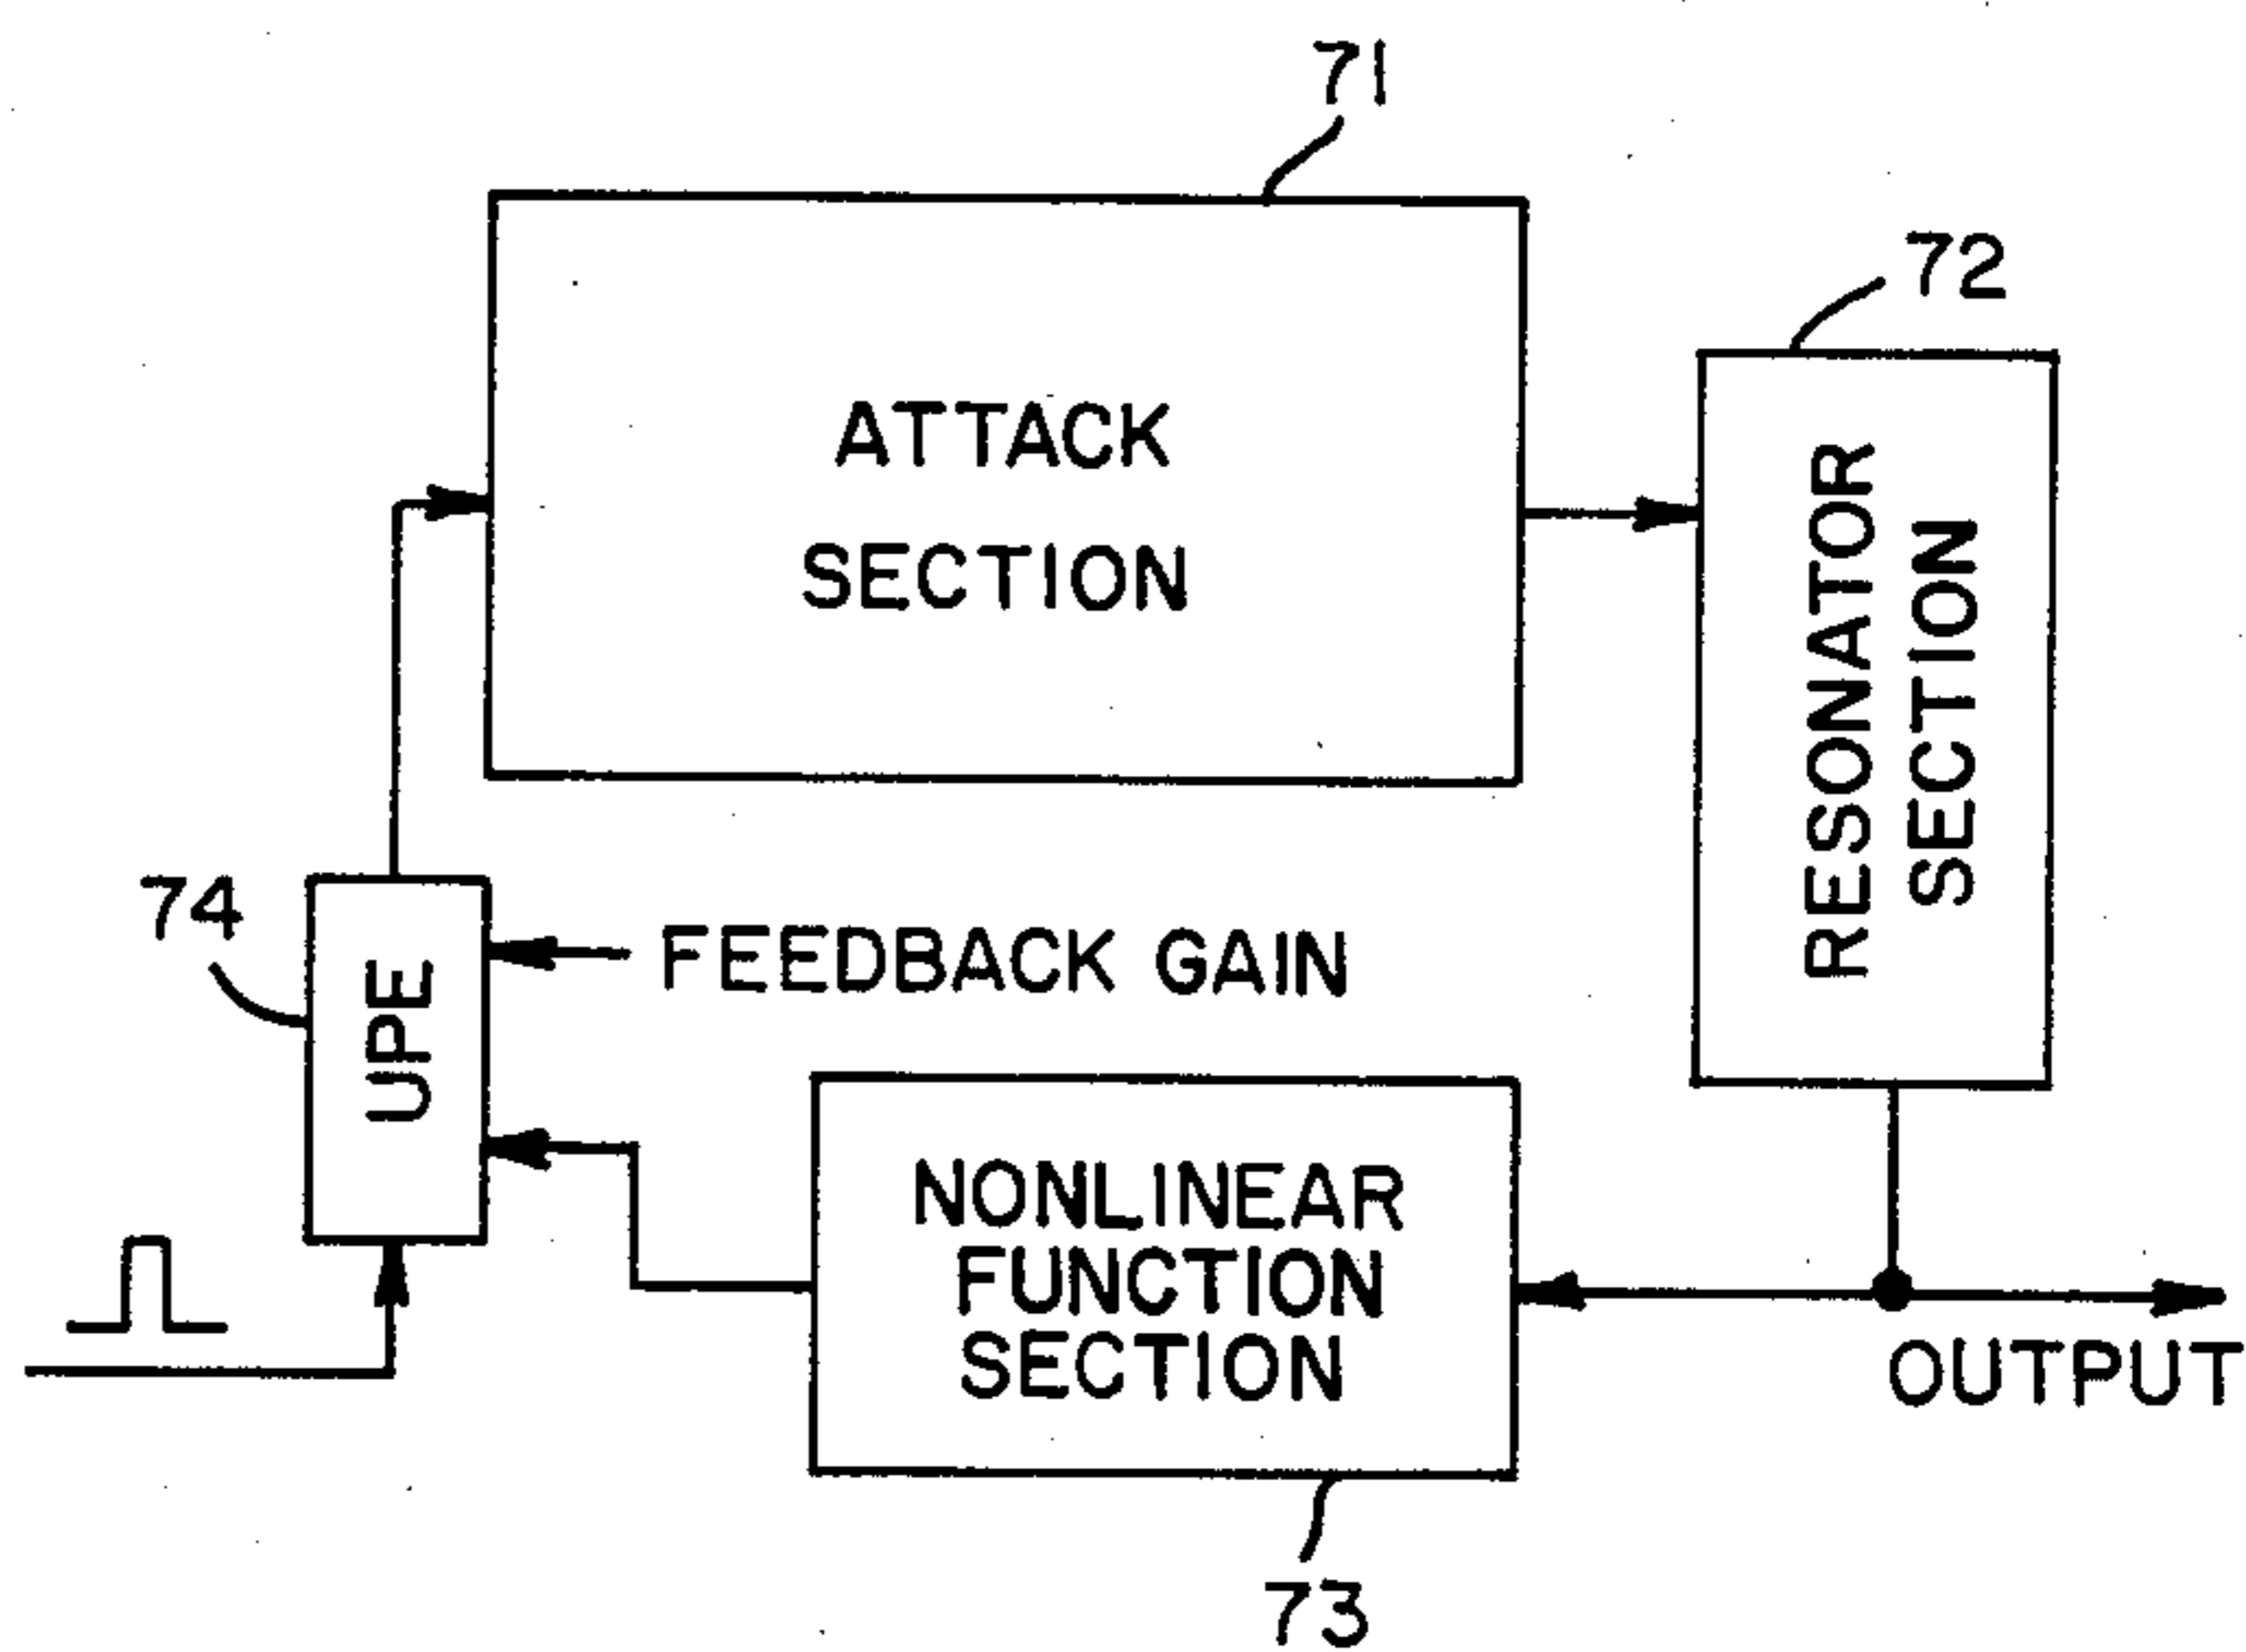 71
ATTACK
SECTION
72
RESONATOR
SECTION
74
UPE
FEEDBACK GAIN
NONLINEAR
FUNCTION
SECTION
OUTPUT
73